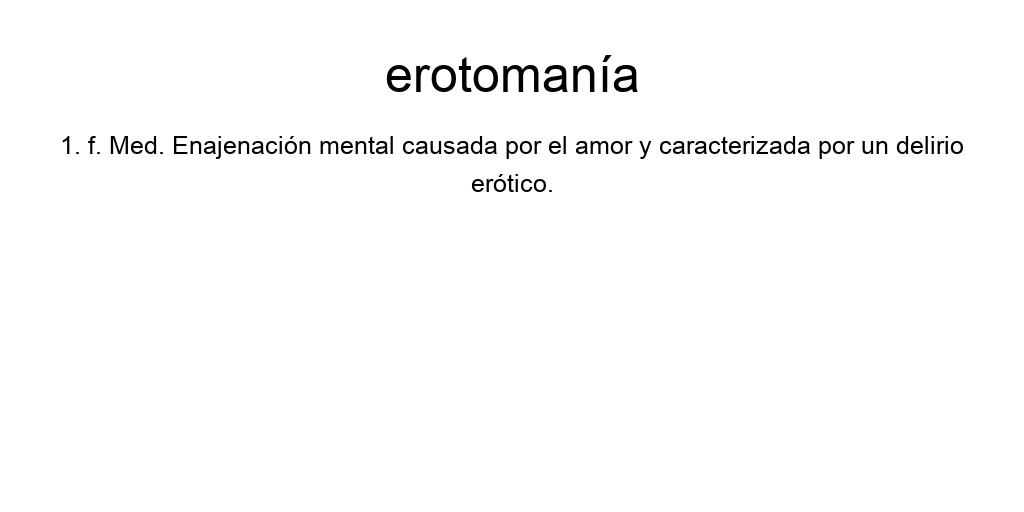 erotomanía
1. f. Med. Enajenación mental causada por el amor y caracterizada por un delirio
erótico.